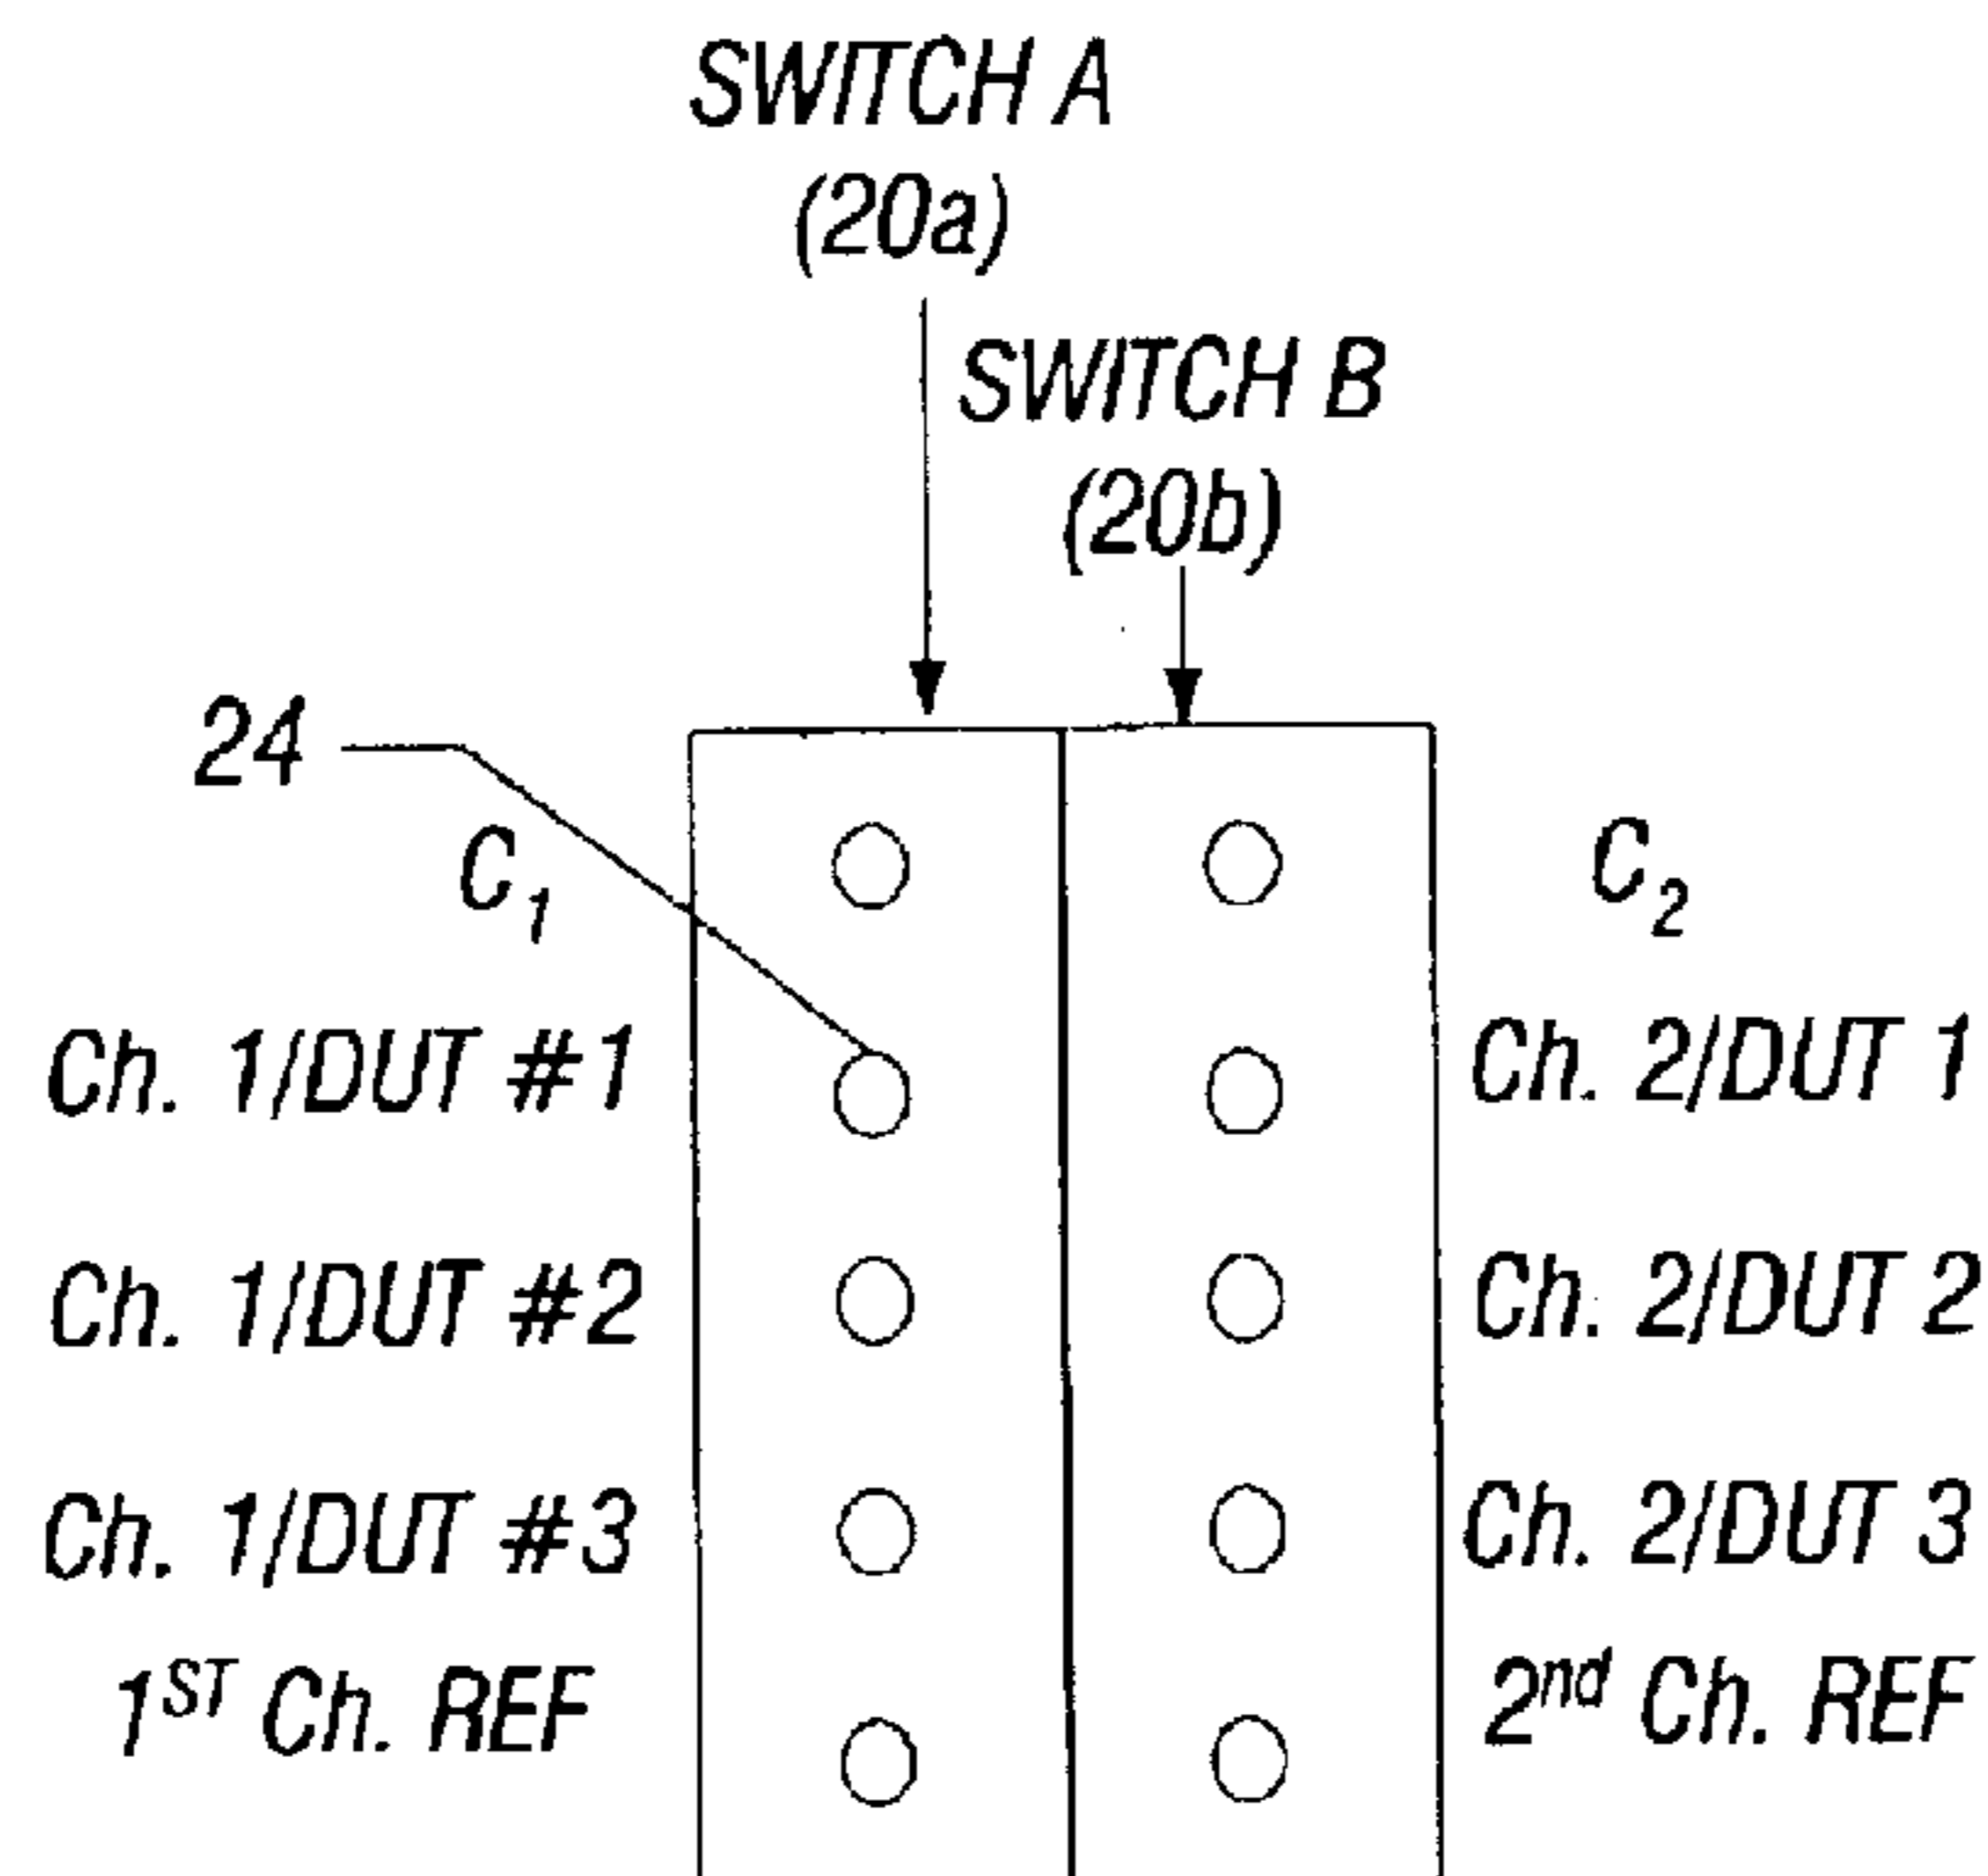 SWITCH A
(20a)
SWITCH B
(20b)
24
C1
C2
Ch. 1/DUT #1
Ch. 2/DUT 1
Ch. 1/DUT #2
Ch. 2/DUT 2
Ch. 1/DUT #3
Ch. 2/DUT 3
1ST Ch. REF
2nd Ch. REF